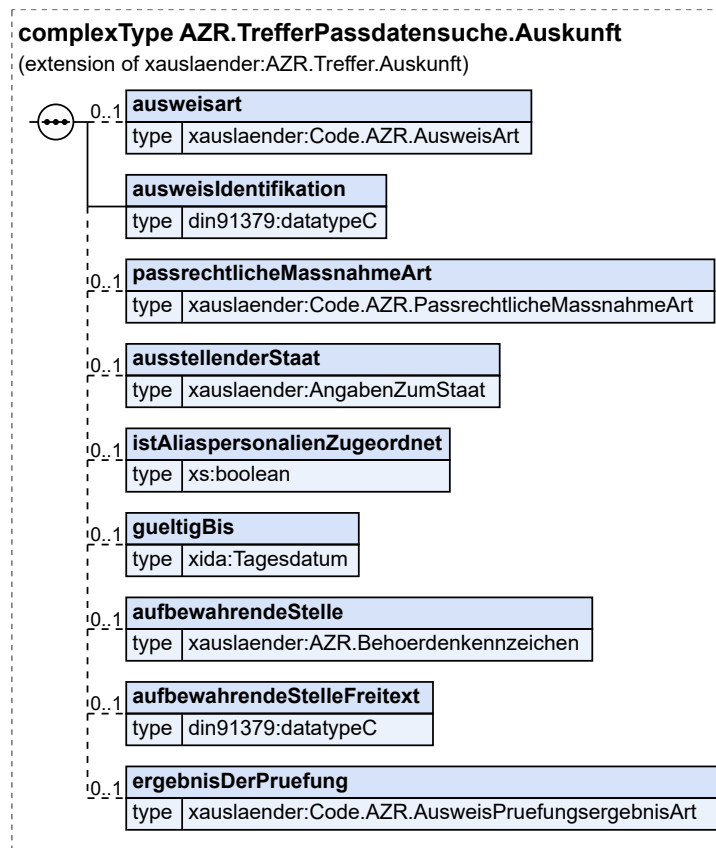 complexType AZR.TrefferPassdatensuche.Auskunft
(extension of xauslaender:AZR.Treffer.Auskunft)
0..1 ausweisart
type xauslaender:Code.AZR.AusweisArt
ausweisIdentifikation
type din91379:datatypeC
0..1 passrechtlicheMassnahmeArt
type xauslaender:Code.AZR.PassrechtlicheMassnahmeArt
0..1 ausstellenderStaat
type xauslaender:AngabenZumStaat
0..1 istAliaspersonalienZugeordnet
type xs:boolean
0..1 gueltigBis
type xida:Tagesdatum
0..1 aufbewahrendeStelle
type xauslaender:AZR.Behoerdenkennzeichen
0..1 aufbewahrendeStelleFreitext
type din91379:datatypeC
0..1 ergebnisDerPruefung
type xauslaender:Code.AZR.AusweisPruefungsergebnisArt